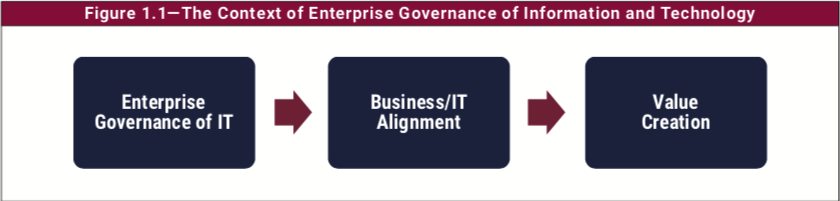 Figure 1.1—The Context of Enterprise Governance of Information and Technology
Enterprise
Governance of IT
Business/IT
Alignment
Value
Creation